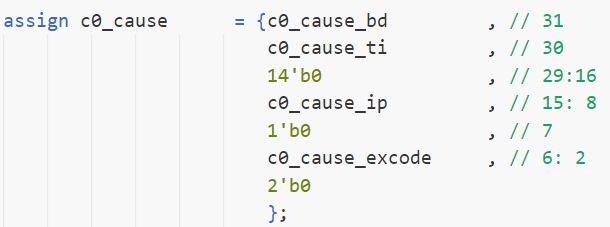 assign c0_cause = {c0_cause_bd , // 31
c0_cause_ti , // 30
14'b0 , // 29:16
c0_cause_ip , // 15: 8
1'b0 , // 7
c0_cause_excode , // 6: 2
2'b0
};